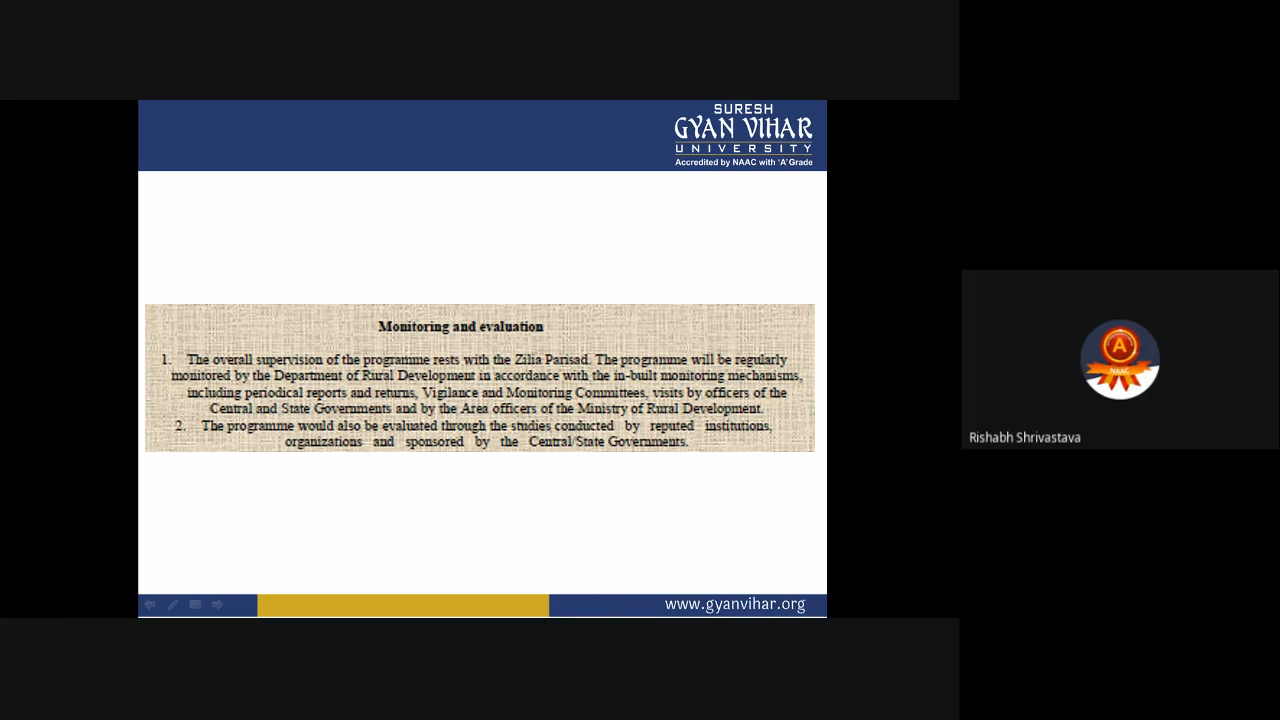 SURESH
GYAN VIHAR
UNIVERSITY
Accredited by NAAC with 'A' Grade
Monitoring and evaluation
1. The overall supervision of the programme rests with the Zilia Parisad. The programme will be regularly
monitored by the Department of Rural Development in accordance with the in-built monitoring mechanisms,
including periodical reports and returns, Vigilance and Monitoring Committees, visits by officers of the
Central and State Governments and by the Area officers of the Ministry of Rural Development.
2. The programme would also be evaluated through the studies conducted by reputed institutions,
organizations and sponsored by the Central/State Governments.
www.gyanvihar.org
A
NAAC
Rishabh Shrivastava